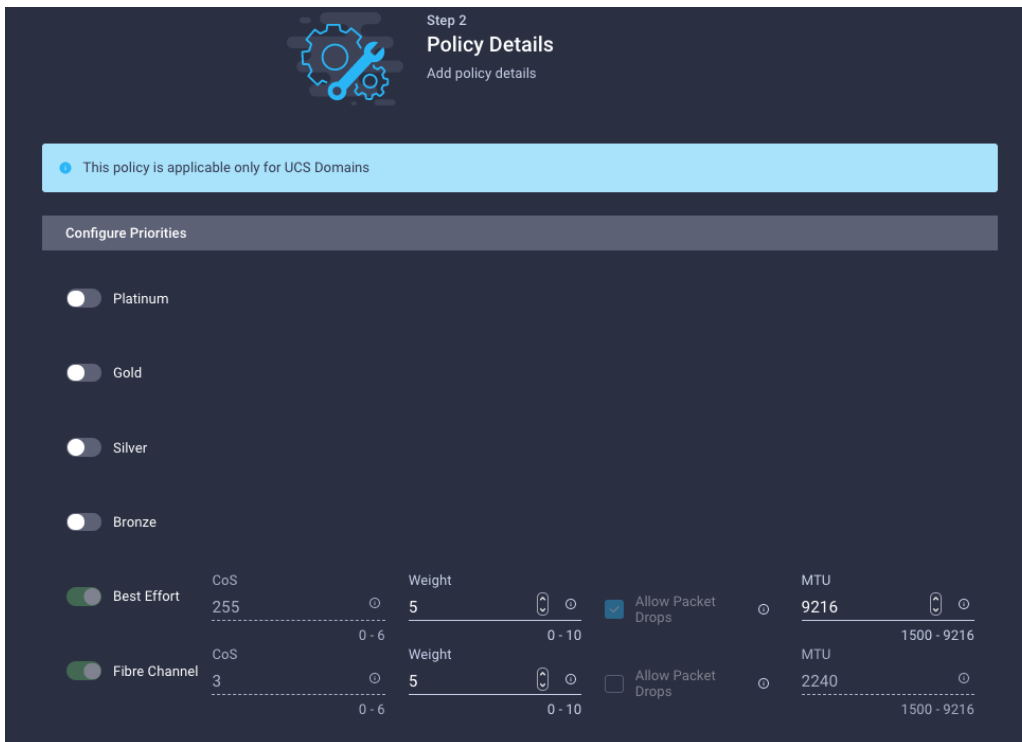 Step 2
Policy Details
Add policy details
This policy is applicable only for UCS Domains
Configure Priorities
Platinum
Gold
Silver
Bronze
Best Effort
CoS
255
0 - 6
Weight
5
0 - 10
Allow Packet
Drops
MTU
9216
1500 - 9216
Fibre Channel
CoS
3
0 - 6
Weight
5
0 - 10
Allow Packet
Drops
MTU
2240
1500 - 9216